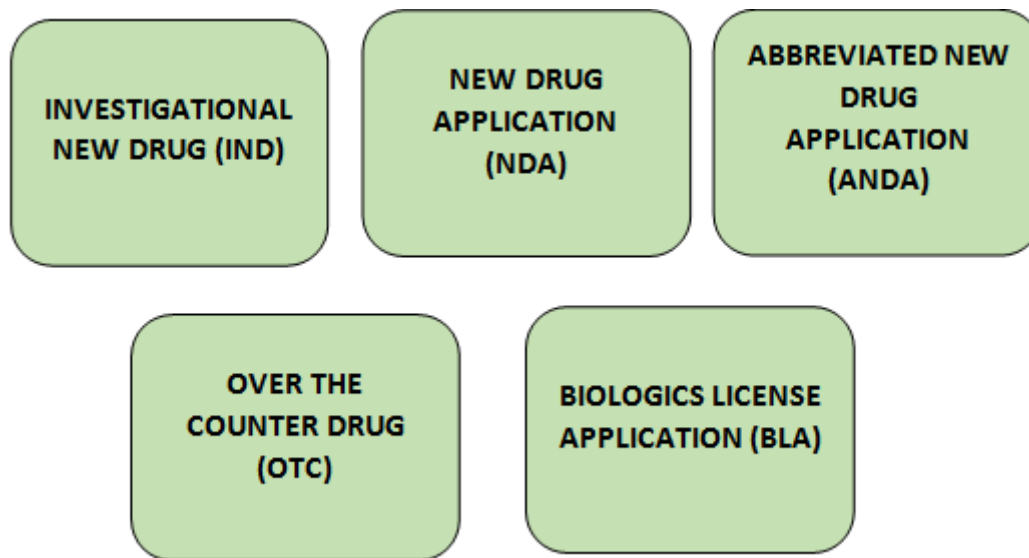 INVESTIGATIONAL
NEW DRUG (IND)
NEW DRUG
APPLICATION
(NDA)
ABBREVIATED NEW
DRUG
APPLICATION
(ANDA)
OVER THE
COUNTER DRUG
(OTC)
BIOLOGICS LICENSE
APPLICATION (BLA)